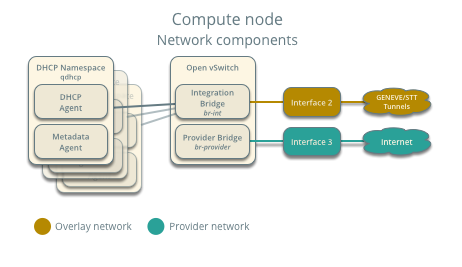 Compute node
Network components
DHCP Namespace
qdhcp
DHCP
Agent
Metadata
Agent
Open vSwitch
Integration
Bridge
br-int
Provider Bridge
br-provider
Interface 2
Interface 3
GENEVE/STT
Tunnels
Internet
Overlay network
Provider network